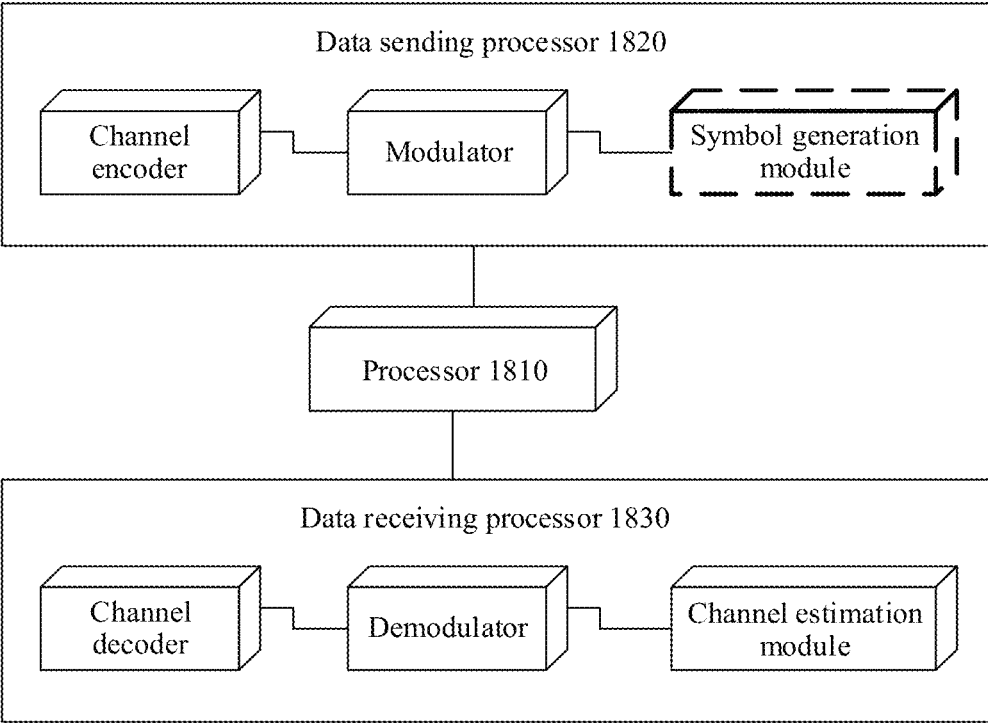 Data sending processor 1820
Channel
encoder
Modulator
Symbol generation
module
Processor 1810
Data receiving processor 1830
Channel
decoder
Demodulator
Channel estimation
module